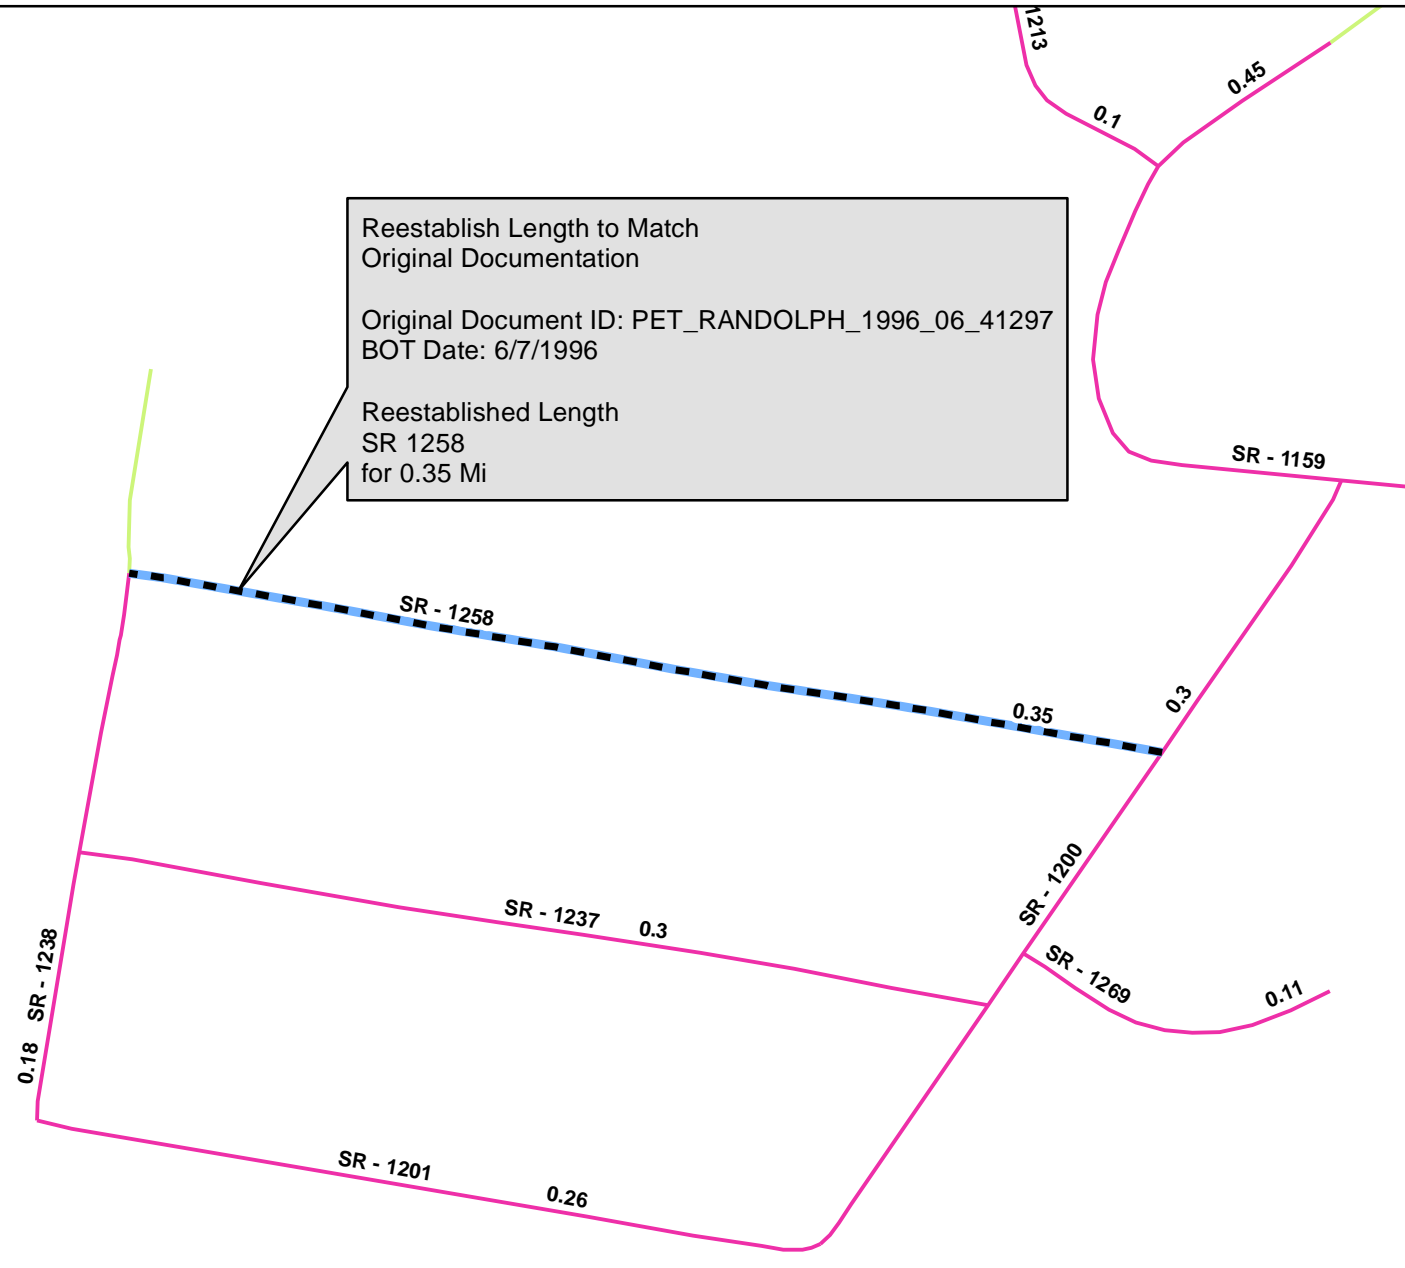 1213
0.45
0.1
Reestablish Length to Match
Original Documentation
Original Document ID: PET_RANDOLPH_1996_06_41297
BOT Date: 6/7/1996
Reestablished Length
SR 1258
for 0.35 Mi
SR - 1159
SR - 1258
0.35
0.3
SR - 1200
SR - 1237
0.3
SR - 1238
0.18
SR - 1269
0.11
SR - 1201
0.26